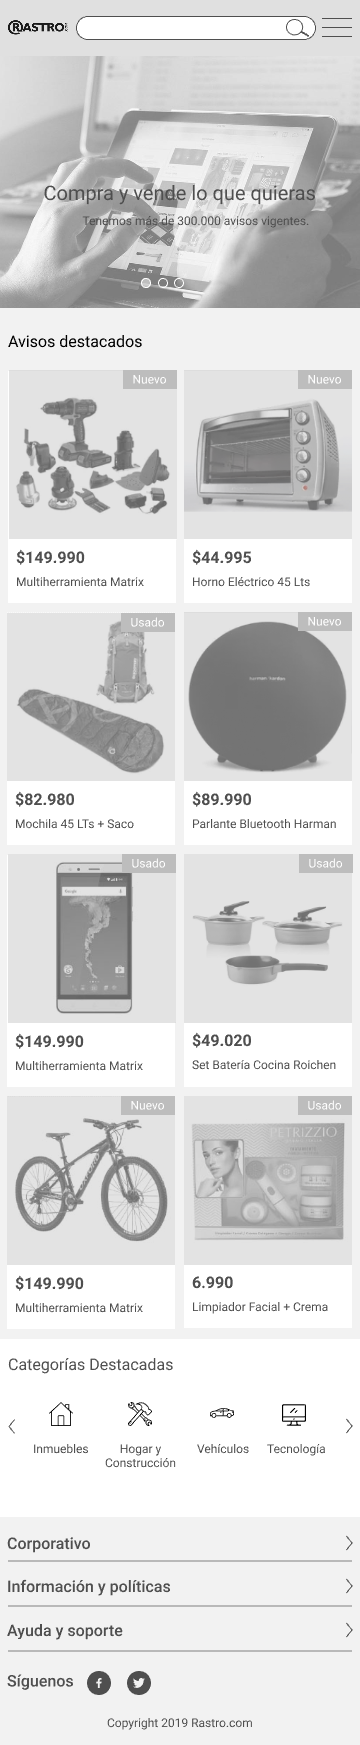 RASTRO
Compra y vende lo que quieras
Tenemos más de 300.000 avisos vigentes.
Avisos destacados
Nuevo
$149.990
Multiherramienta Matrix
Nuevo
$44.995
Horno Eléctrico 45 Lts
Usado
$82.980
Mochila 45 LTs + Saco
Nuevo
harman kardon
$89.990
Parlante Bluetooth Harman
Usado
Google
$149.990
Multiherramienta Matrix
Usado
$49.020
Set Batería Cocina Roichen
Nuevo
$149.990
Multiherramienta Matrix
Usado
PETRIZZIO
6.990
Limpiador Facial + Crema
Categorías Destacadas
Inmuebles
Hogar y
Construcción
Vehículos
Tecnología
Corporativo
Información y políticas
Ayuda y soporte
Síguenos
Copyright 2019 Rastro.com